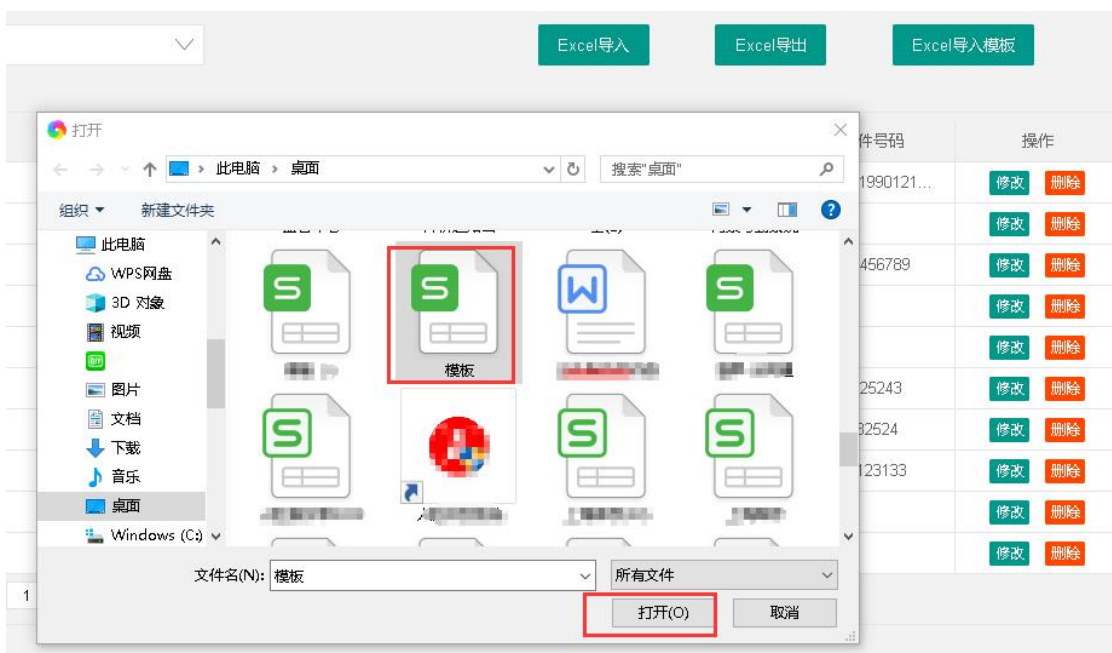 Excel导入 Excel导出 Excel导入模板
打开
件号码 操作
此电脑 › 桌面 搜索"桌面"
1990121... 修改 删除
组织 新建文件夹
修改 删除
此电脑
WPS网盘
456789 修改 删除
3D 对象
修改 删除
视频
修改 删除
DIY
模板
图片
25243 修改 删除
文档
32524 修改 删除
下载
123133 修改 删除
音乐
桌面
修改 删除
Windows (C:)
修改 删除
文件名(N): 模板 所有文件
1
打开(O) 取消